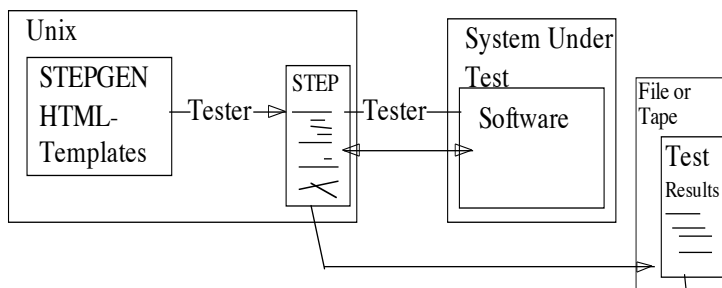 Unix
STEPGEN
HTML-
Templates
Tester
STEP
Tester
System Under
Test
Software
File or
Tape
Test
Results